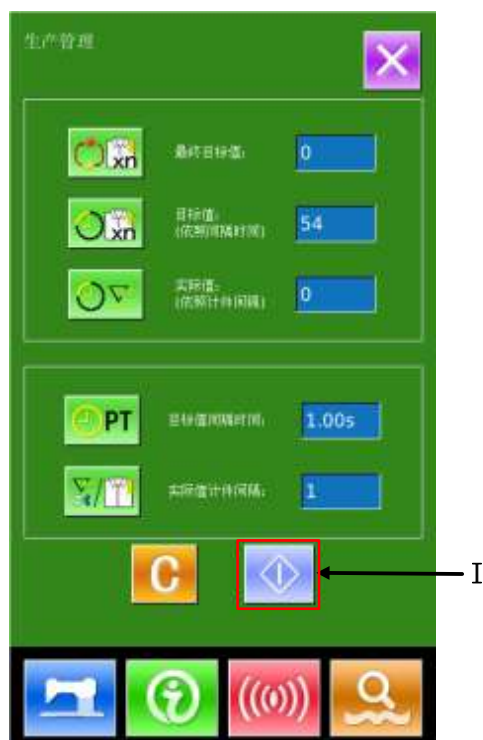 生产管理
xn
最终目标值:
0
xn
目标值:
(依照间隔时间)
54
实际值:
(依照计件间隔)
0
PT
目标值间隔时间:
1.00s
实际值计件间隔:
1
C
I